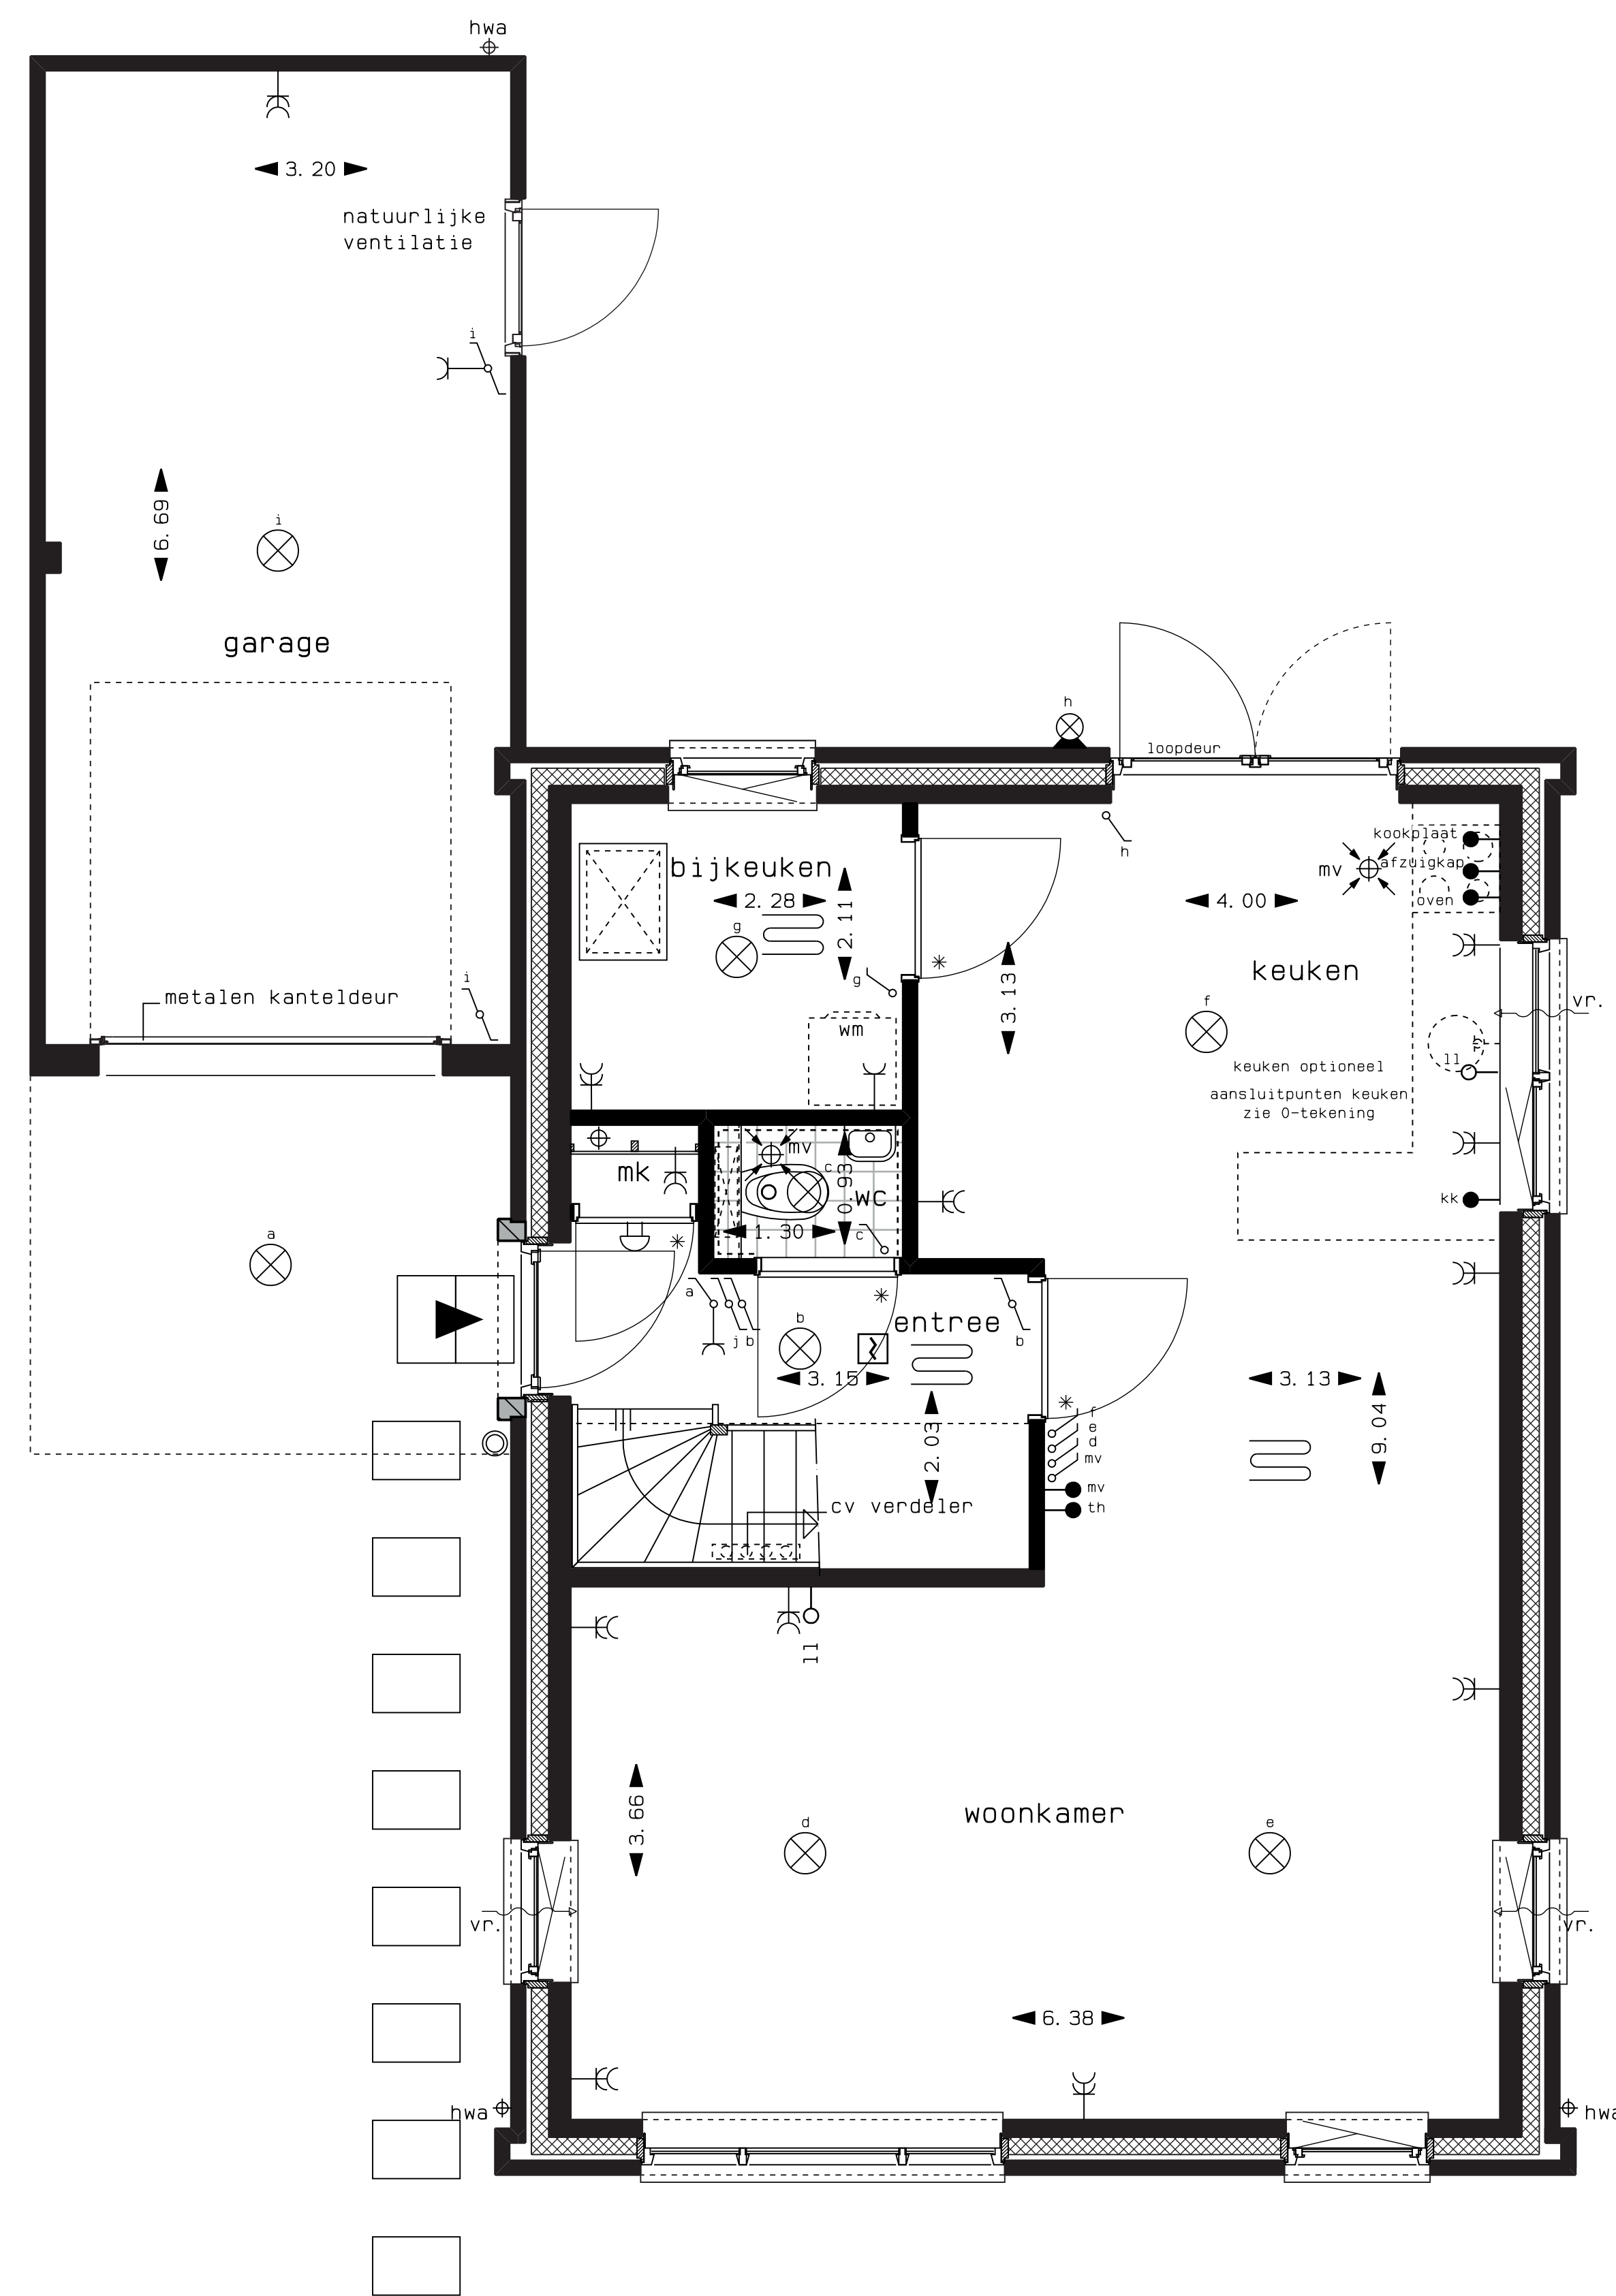 hwa
3. 20
natuurlijke
ventilatie
i
6. 69
i
garage
h
loopdeur
kookplaat
bijkeuken
h
mv
afzuigkap
2. 28
2. 11
4. 00
oven
g
keuken
i
g
3. 13
metalen kanteldeur
f
vr.
wm
ll
keuken optioneel
aansluitpunten keuken
zie 0-tekening
mv
mk
c
0. 93
wc
kk
1. 30
c
a
a
j b
b
entree
b
3. 15
3. 13
f
e
d
mv
2. 03
9. 04
mv
th
cv verdeler
ll
3. 66
woonkamer
d
e
vr.
vr.
6. 38
hwa
hwa